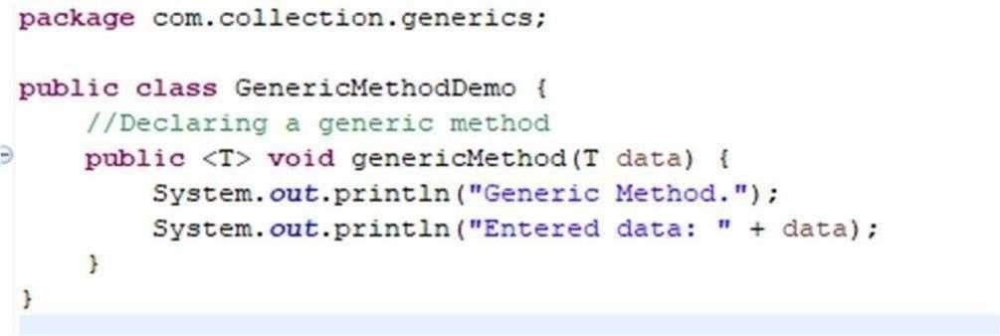 package com.collection.generics;
public class GenericMethodDemo {
//Declaring a generic method
public <T> void genericMethod(T data) {
System.out.println("Generic Method.");
System.out.println("Entered data: " + data);
}
}